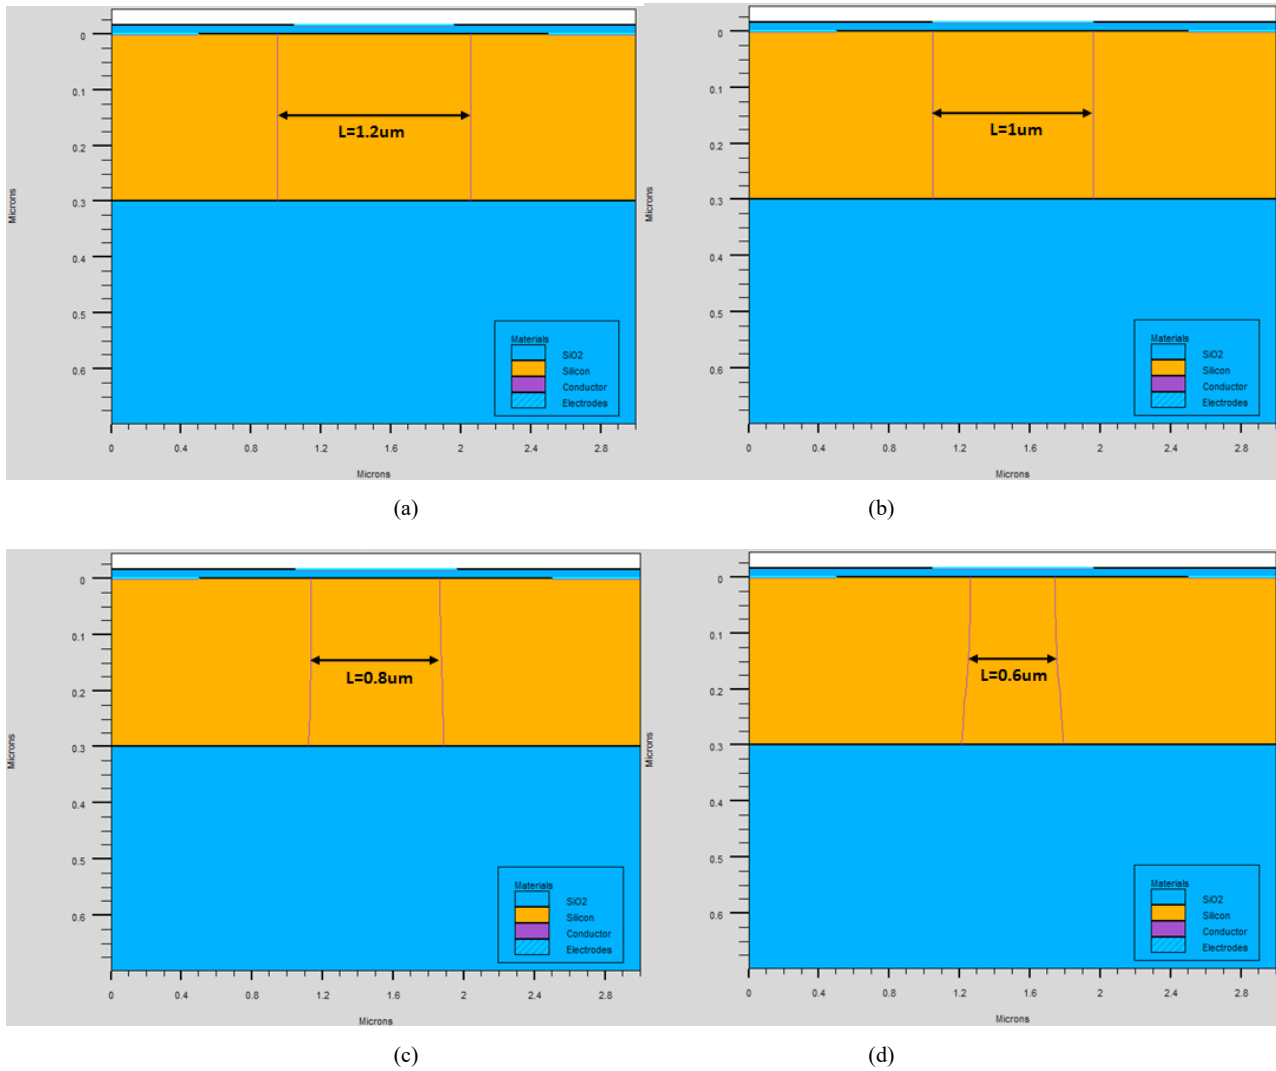 0
0.1
0.2
0.3
0.4
0.5
0.6
Microns
L=1.2um
Materials
SiO2
Silicon
Conductor
Electrodes
0 0.4 0.8 1.2 1.6 2 2.4 2.8
Microns
(a)
0
0.1
0.2
0.3
0.4
0.5
0.6
Microns
L=1um
Materials
SiO2
Silicon
Conductor
Electrodes
0 0.4 0.8 1.2 1.6 2 2.4 2.8
Microns
(b)
0
0.1
0.2
0.3
0.4
0.5
0.6
Microns
L=0.8um
Materials
SiO2
Silicon
Conductor
Electrodes
0 0.4 0.8 1.2 1.6 2 2.4 2.8
Microns
(c)
0
0.1
0.2
0.3
0.4
0.5
0.6
Microns
L=0.6um
Materials
SiO2
Silicon
Conductor
Electrodes
0 0.4 0.8 1.2 1.6 2 2.4 2.8
Microns
(d)